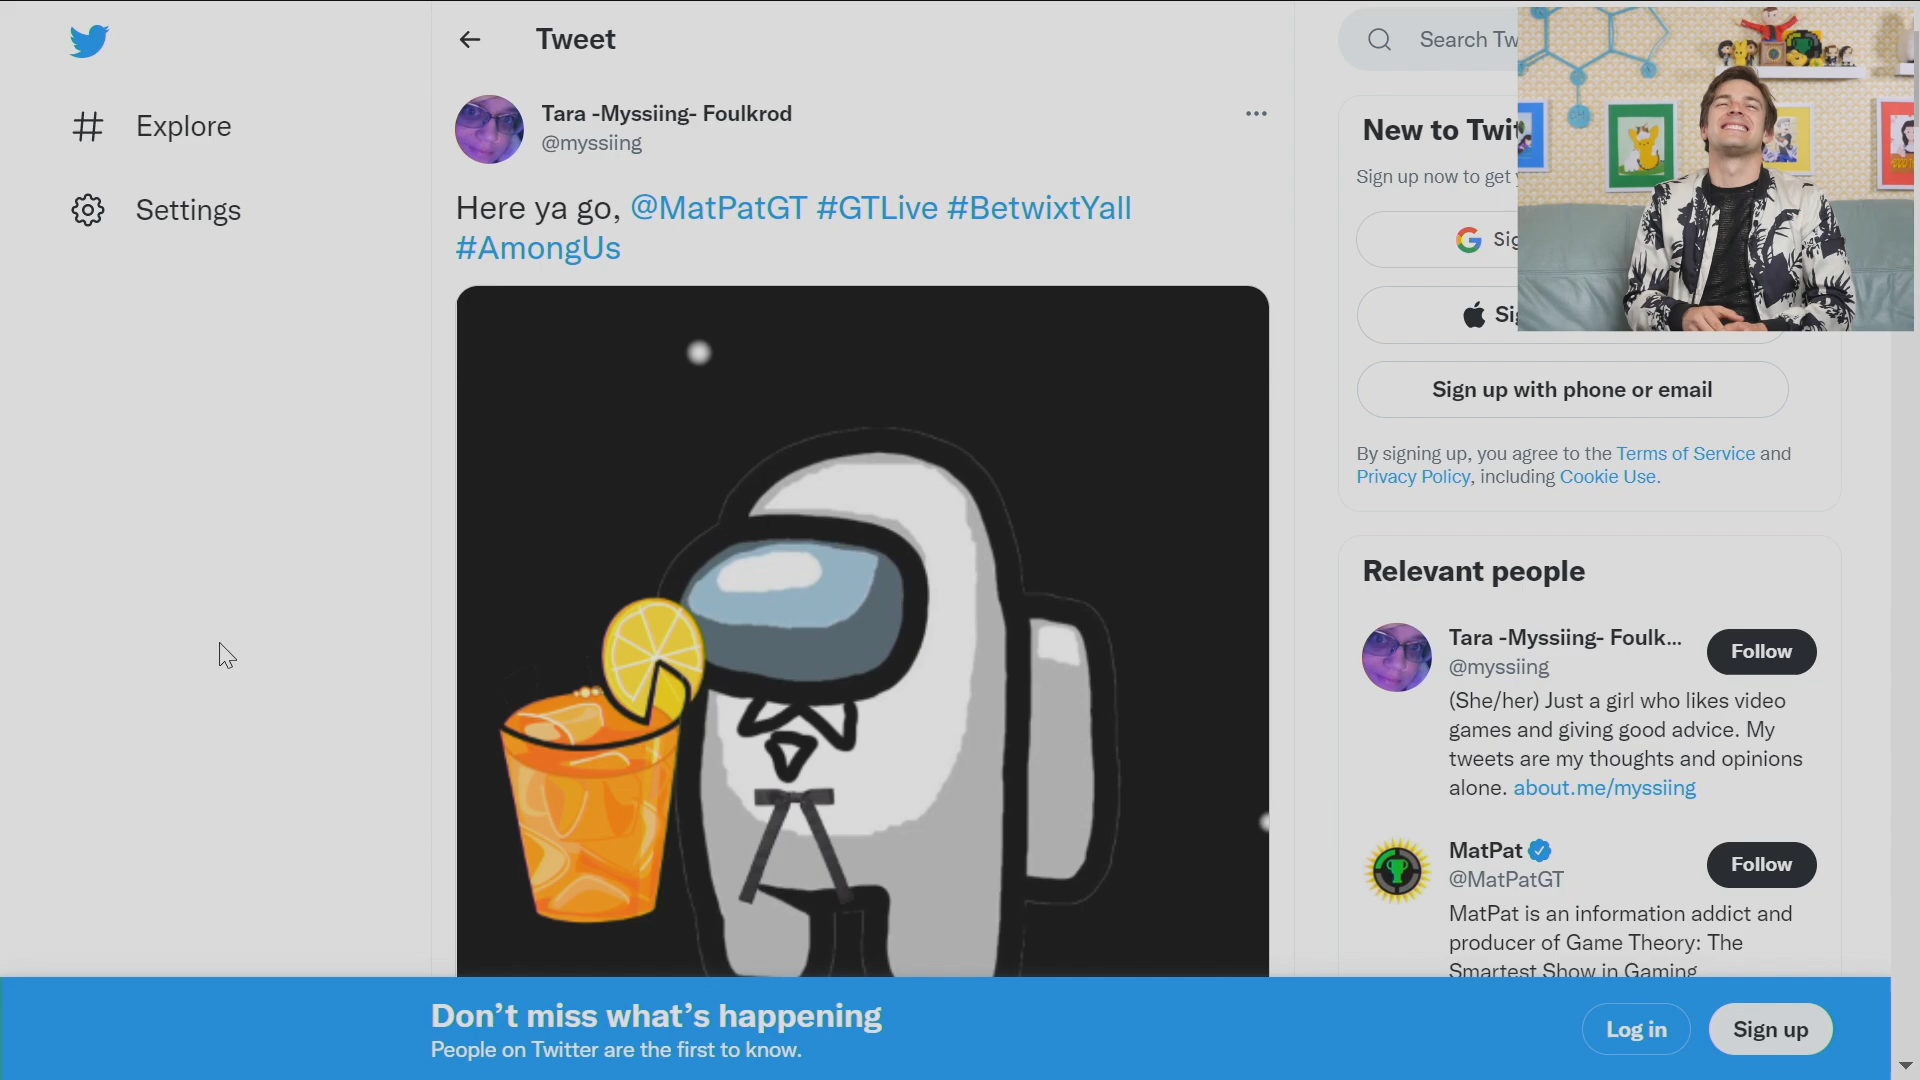 Tweet
Explore
Settings
Tara -Myssiing- Foulkrod
@myssiing
Here ya go, @MatPatGT #GTLive #BetwixtYall
#AmongUs
Search Tw
New to Twit
Sign up now to get
Sig
Sig
Sign up with phone or email
By signing up, you agree to the Terms of Service and
Privacy Policy, including Cookie Use.
Relevant people
Tara -Myssiing- Foulk...
@myssiing
Follow
(She/her) Just a girl who likes video
games and giving good advice. My
tweets are my thoughts and opinions
alone. about.me/myssiing
MatPat
@MatPatGT
Follow
MatPat is an information addict and
producer of Game Theory: The
Smartest Show in Gaming
Don’t miss what’s happening
People on Twitter are the first to know.
Log in
Sign up